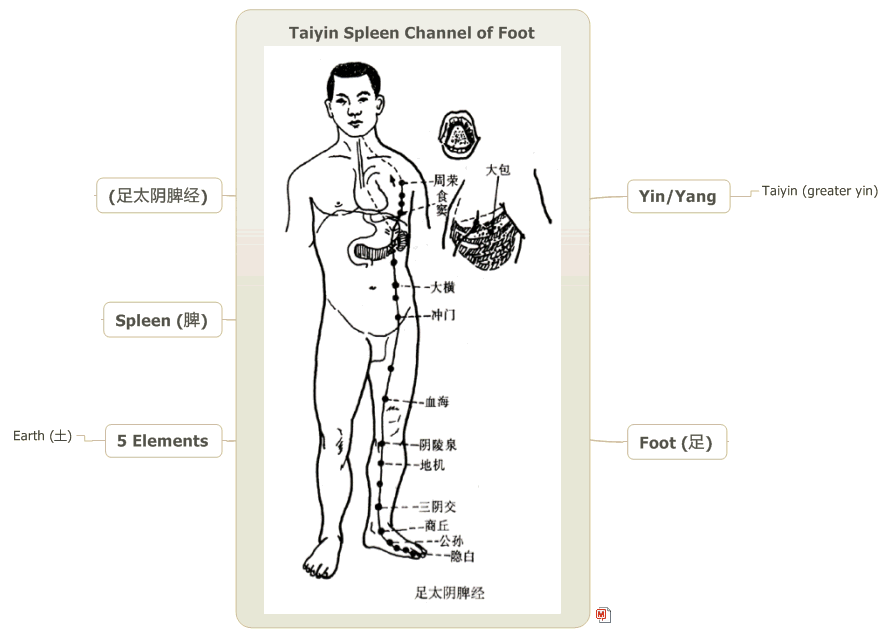 Taiyin Spleen Channel of Foot
(足太阴脾经)
Spleen (脾)
5 Elements
Earth (土)
Yin/Yang
Taiyin (greater yin)
Foot (足)
大包
周荣
食
窦
大横
冲门
血海
阴陵泉
地机
三阴交
商丘
公孙
隐白
足太阴脾经
M